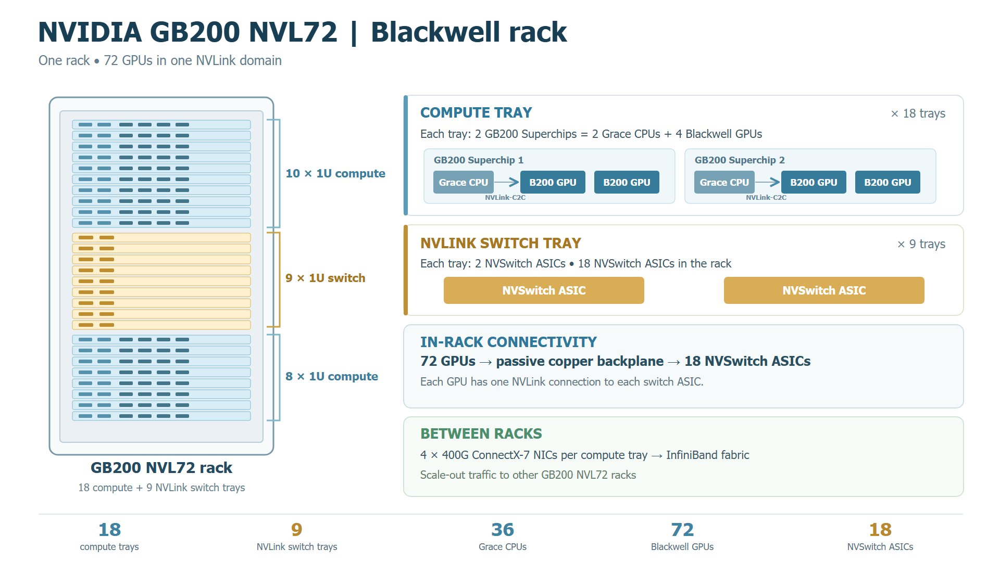 NVIDIA GB200 NVL72 | Blackwell rack
One rack • 72 GPUs in one NVLink domain
10 × 1U compute
9 × 1U switch
8 × 1U compute
GB200 NVL72 rack
18 compute + 9 NVLink switch trays
COMPUTE TRAY
× 18 trays
Each tray: 2 GB200 Superchips = 2 Grace CPUs + 4 Blackwell GPUs
GB200 Superchip 1
Grace CPU
B200 GPU
B200 GPU
NVLink-C2C
GB200 Superchip 2
Grace CPU
B200 GPU
B200 GPU
NVLink-C2C
NVLINK SWITCH TRAY
× 9 trays
Each tray: 2 NVSwitch ASICs • 18 NVSwitch ASICs in the rack
NVSwitch ASIC
NVSwitch ASIC
IN-RACK CONNECTIVITY
72 GPUs → passive copper backplane → 18 NVSwitch ASICs
Each GPU has one NVLink connection to each switch ASIC.
BETWEEN RACKS
4 × 400G ConnectX-7 NICs per compute tray → InfiniBand fabric
Scale-out traffic to other GB200 NVL72 racks
18
compute trays
9
NVLink switch trays
36
Grace CPUs
72
Blackwell GPUs
18
NVSwitch ASICs